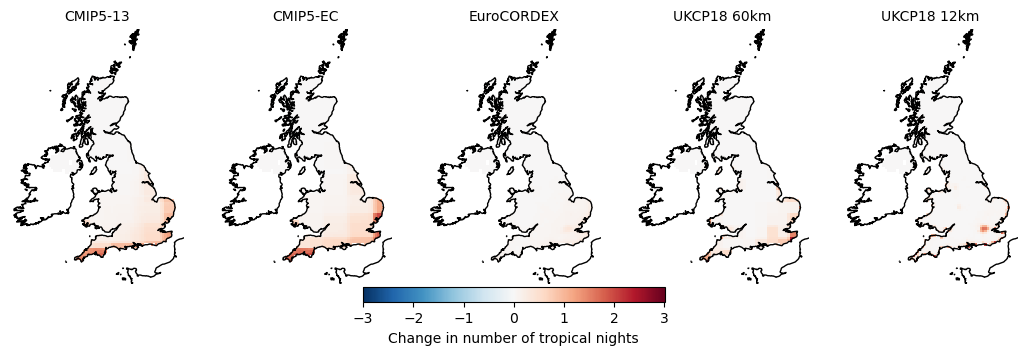 CMIP5-13 CMIP5-EC EuroCORDEX UKCP18 60km UKCP18 12km
−3 −2 −1 0 1 2 3
Change in number of tropical nights